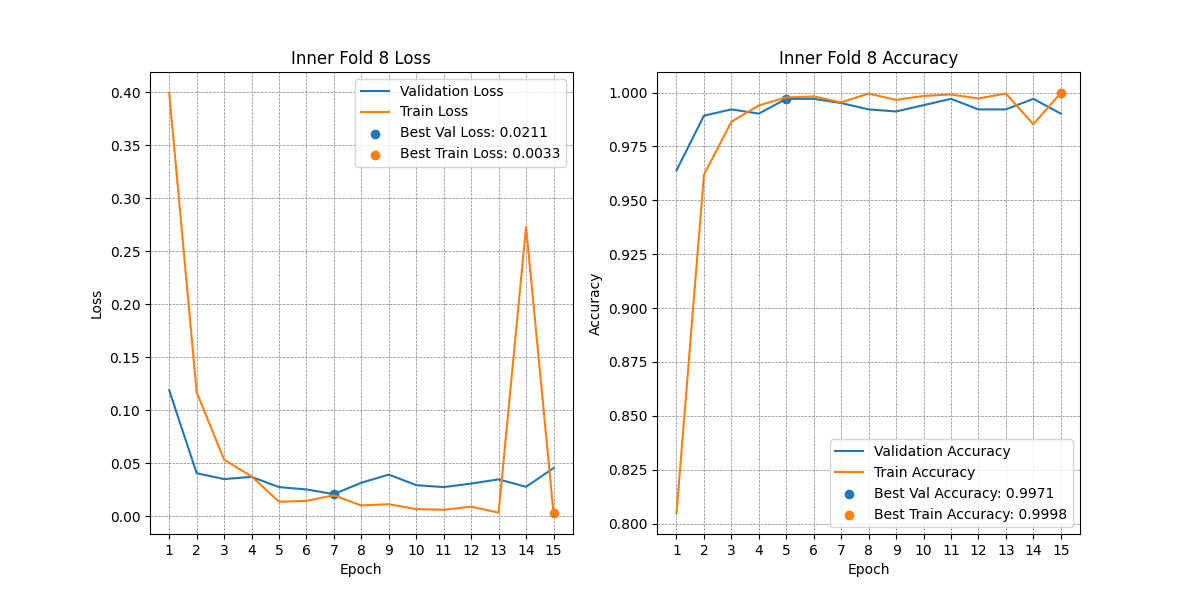 Inner Fold 8 Loss
Validation Loss
Train Loss
Best Val Loss: 0.0211
Best Train Loss: 0.0033
0.40
0.35
0.30
0.25
0.20
0.15
0.10
0.05
0.00
Loss
1 2 3 4 5 6 7 8 9 10 11 12 13 14 15
Epoch
Inner Fold 8 Accuracy
1.000
0.975
0.950
0.925
0.900
0.875
0.850
0.825
0.800
Accuracy
Validation Accuracy
Train Accuracy
Best Val Accuracy: 0.9971
Best Train Accuracy: 0.9998
1 2 3 4 5 6 7 8 9 10 11 12 13 14 15
Epoch